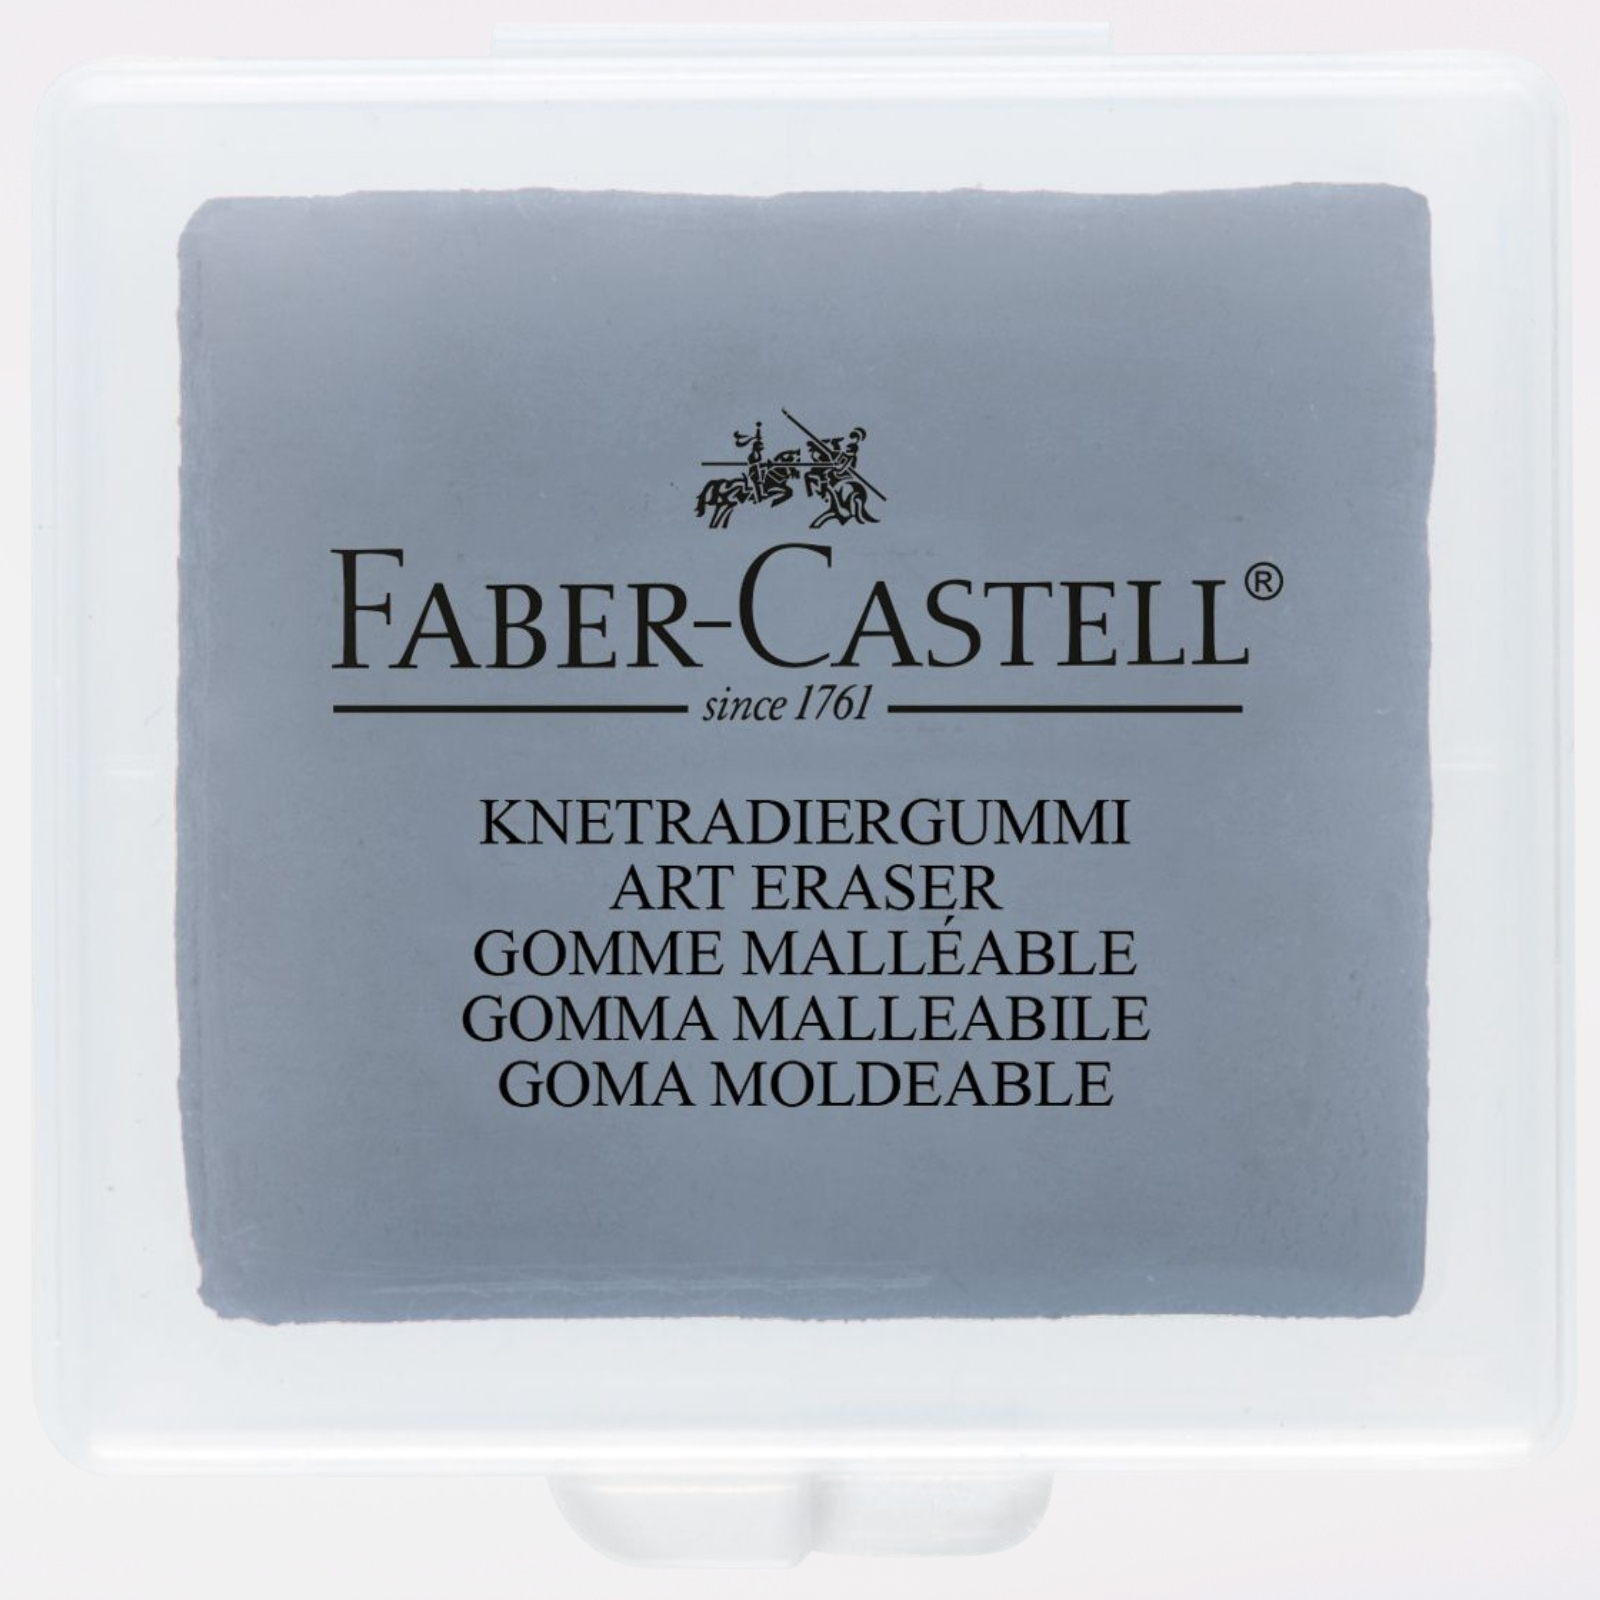 FABER-CASTELL®
since 1761
KNETRADIERGUMMI
ART ERASER
GOMME MALLÉABLE
GOMMA MALLEABILE
GOMA MOLDEABLE